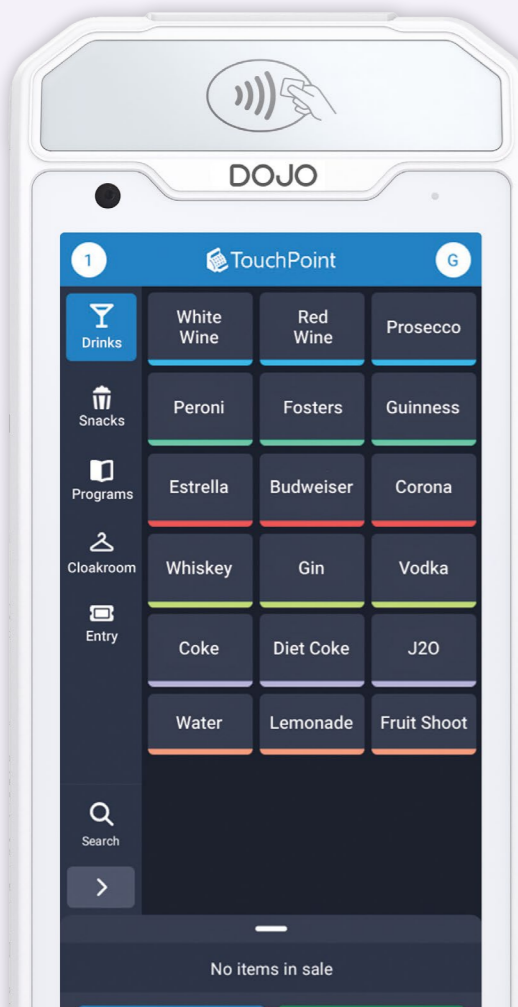 DOJO
1
TouchPoint
G
Drinks
Snacks
Programs
Cloakroom
Entry
Search
White
Wine
Red
Wine
Prosecco
Peroni
Fosters
Guinness
Estrella
Budweiser
Corona
Whiskey
Gin
Vodka
Coke
Diet Coke
J2O
Water
Lemonade
Fruit Shoot
No items in sale